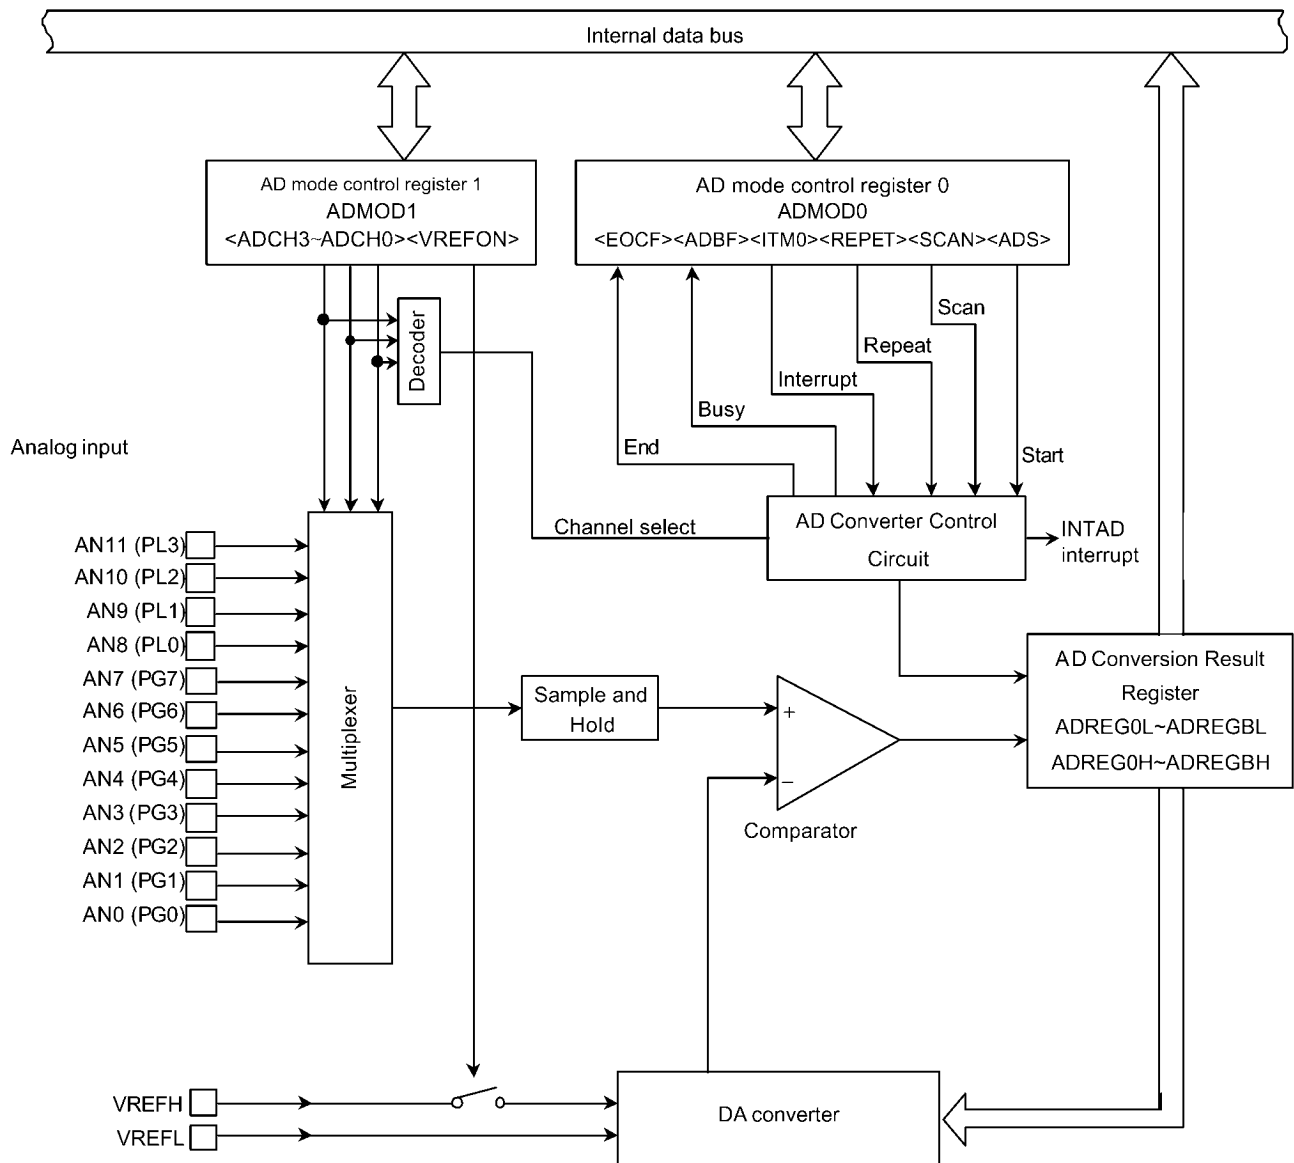 Internal data bus
AD mode control register 1
ADMOD1
<ADCH3~ADCH0><VREFON>
AD mode control register 0
ADMOD0
<EOCF><ADBF><ITM0><REPET><SCAN><ADS>
Decoder
Scan
Repeat
Interrupt
Busy
End
Start
Analog input
Channel select
AD Converter Control
Circuit
INTAD
interrupt
AN11 (PL3)
AN10 (PL2)
AN9 (PL1)
AN8 (PL0)
AN7 (PG7)
AN6 (PG6)
AN5 (PG5)
AN4 (PG4)
AN3 (PG3)
AN2 (PG2)
AN1 (PG1)
AN0 (PG0)
Multiplexer
Sample and
Hold
+
−
Comparator
AD Conversion Result
Register
ADREG0L~ADREGBL
ADREG0H~ADREGBH
VREFH
VREFL
DA converter